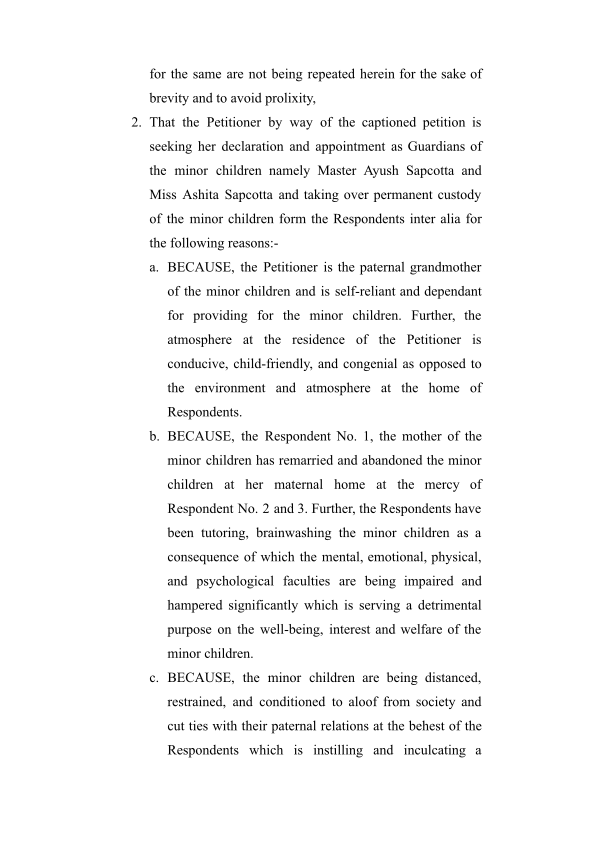 for the same are not being repeated herein for the sake of
brevity and to avoid prolixity,
2. That the Petitioner by way of the captioned petition is
seeking her declaration and appointment as Guardians of
the minor children namely Master Ayush Sapcotta and
Miss Ashita Sapcotta and taking over permanent custody
of the minor children form the Respondents inter alia for
the following reasons:-
a. BECAUSE, the Petitioner is the paternal grandmother
of the minor children and is self-reliant and dependant
for providing for the minor children. Further, the
atmosphere at the residence of the Petitioner is
conducive, child-friendly, and congenial as opposed to
the environment and atmosphere at the home of
Respondents.
b. BECAUSE, the Respondent No. 1, the mother of the
minor children has remarried and abandoned the minor
children at her maternal home at the mercy of
Respondent No. 2 and 3. Further, the Respondents have
been tutoring, brainwashing the minor children as a
consequence of which the mental, emotional, physical,
and psychological faculties are being impaired and
hampered significantly which is serving a detrimental
purpose on the well-being, interest and welfare of the
minor children.
c. BECAUSE, the minor children are being distanced,
restrained, and conditioned to aloof from society and
cut ties with their paternal relations at the behest of the
Respondents which is instilling and inculcating a